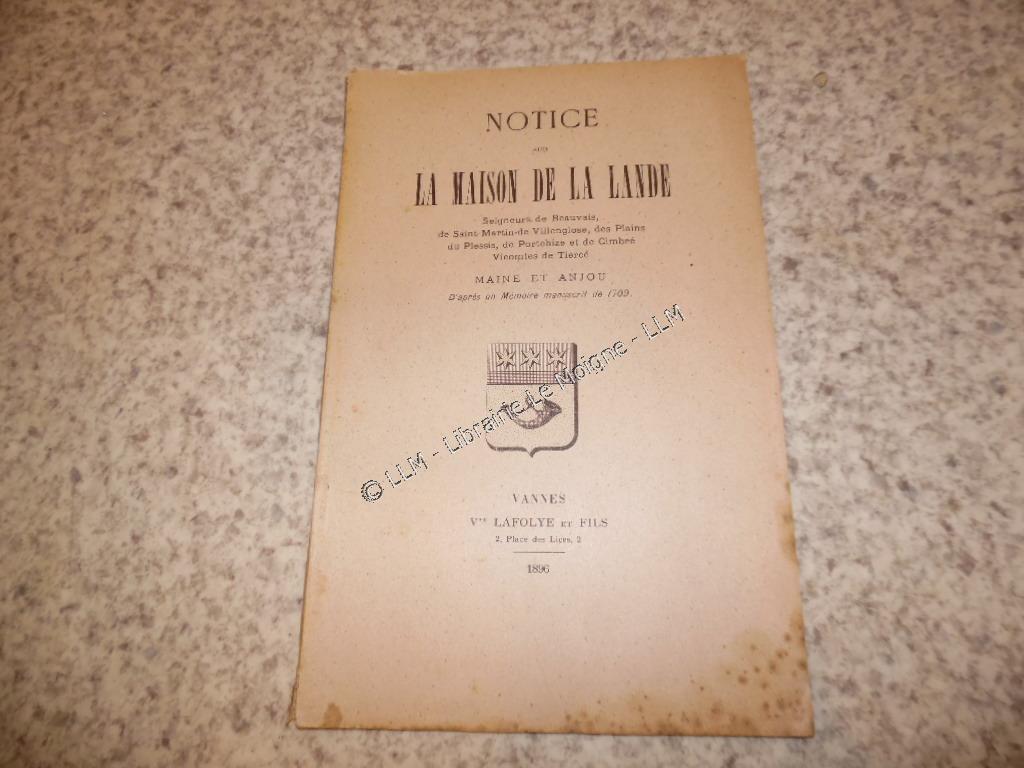 NOTICE
SUR
LA MAISON DE LA LANDE
Seigneurs de Beauvais,
de Saint-Martin-de Villenglose, des Plains
du Plessis, de Portebize et de Cimbré
Vicomtes de Tiercé
MAINE ET ANJOU
D'après un Mémoire manuscrit de 1709.
© LLM - Librairie Le Moigne - LLM
VANNES
Vve LAFOLYE ET FILS
2, Place des Lices, 2
1896